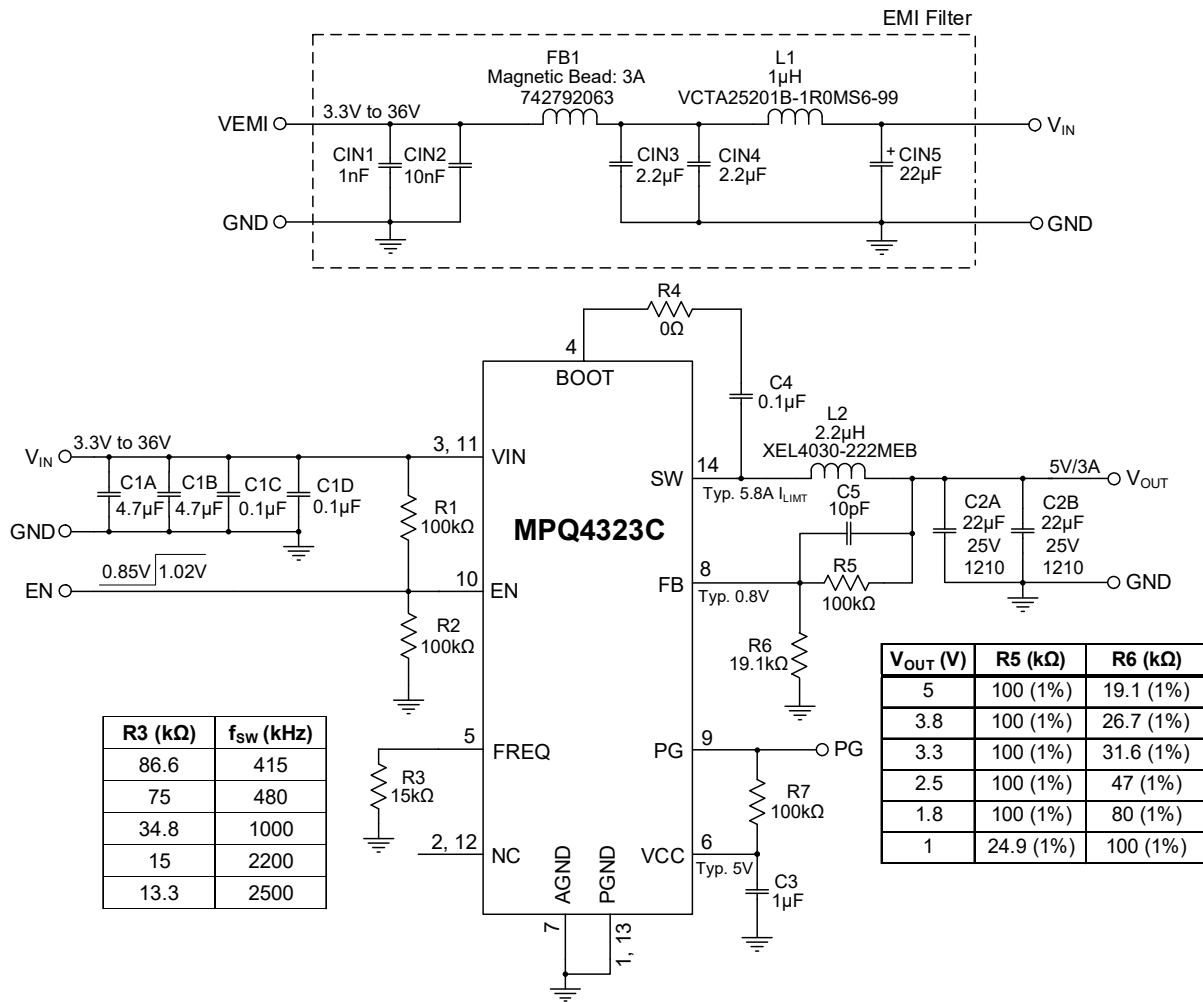 EMI Filter
FB1
Magnetic Bead: 3A
742792063
L1
1µH
VCTA25201B-1R0MS6-99
VEMI
3.3V to 36V
VIN
CIN1
1nF
CIN2
10nF
CIN3
2.2µF
CIN4
2.2µF
+
CIN5
22µF
GND
GND
R4
0Ω
4
BOOT
C4
0.1µF
L2
2.2µH
XEL4030-222MEB
VIN
3.3V to 36V
3, 11
VIN
SW
14
Typ. 5.8A ILIMT
5V/3A
VOUT
C1A
4.7µF
C1B
4.7µF
C1C
0.1µF
C1D
0.1µF
R1
100kΩ
GND
MPQ4323C
C5
10pF
C2A
22µF
25V
1210
C2B
22µF
25V
1210
GND
EN
0.85V
1.02V
10
EN
FB
8
Typ. 0.8V
R5
100kΩ
R2
100kΩ
R6
19.1kΩ
VOUT (V) R5 (kΩ) R6 (kΩ)
5 100 (1%) 19.1 (1%)
3.8 100 (1%) 26.7 (1%)
3.3 100 (1%) 31.6 (1%)
2.5 100 (1%) 47 (1%)
1.8 100 (1%) 80 (1%)
1 24.9 (1%) 100 (1%)
R3 (kΩ) fSW (kHz)
86.6 415
75 480
34.8 1000
15 2200
13.3 2500
5
FREQ
R3
15kΩ
PG
9
PG
R7
100kΩ
2, 12
NC
VCC
6
Typ. 5V
C3
1µF
AGND
PGND
7
1, 13